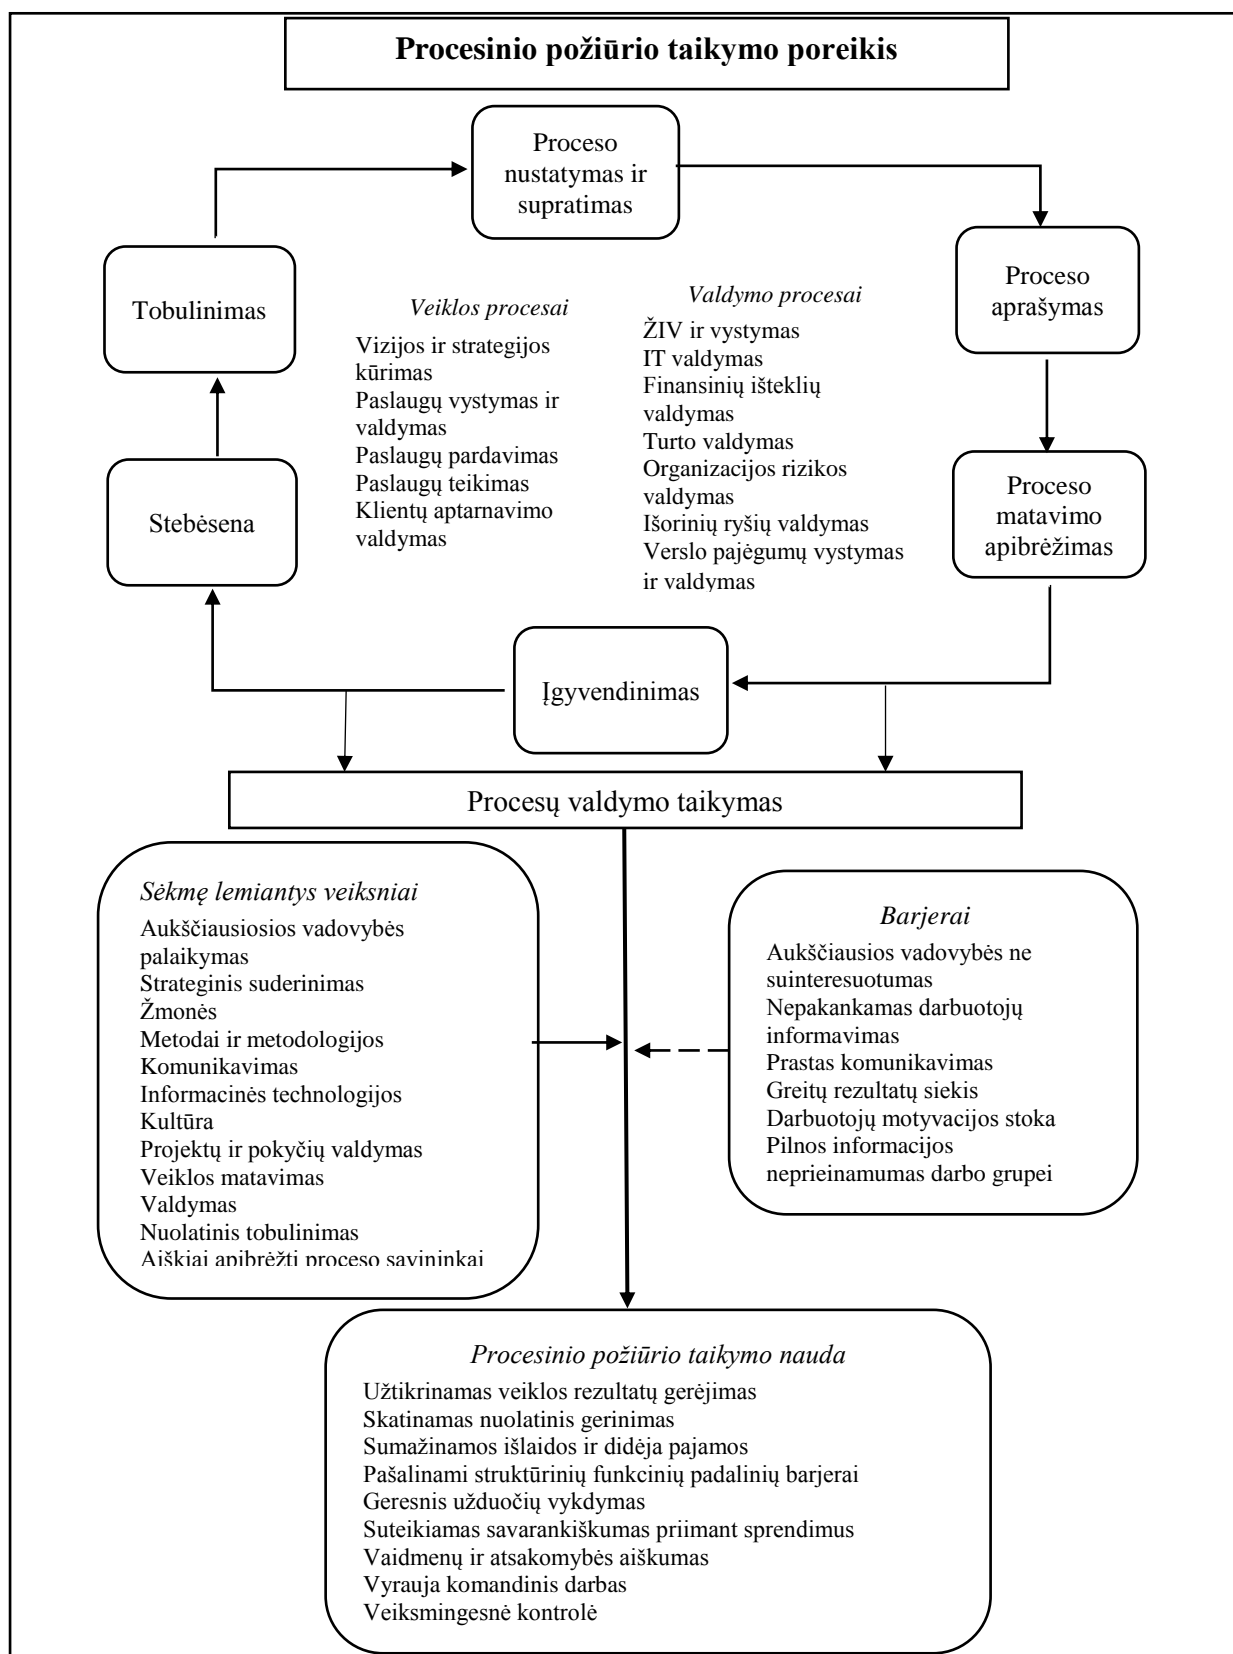 Procesinio požiūrio taikymo poreikis
Proceso
nustatymas ir
supratimas
Tobulinimas
Proceso
aprašymas
Veiklos procesai
Vizijos ir strategijos
kūrimas
Paslaugų vystymas ir
valdymas
Paslaugų pardavimas
Paslaugų teikimas
Klientų aptarnavimo
valdymas
Valdymo procesai
ŽIV ir vystymas
IT valdymas
Finansinių išteklių
valdymas
Turto valdymas
Organizacijos rizikos
valdymas
Išorinių ryšių valdymas
Verslo pajėgumų vystymas
ir valdymas
Stebėsena
Proceso
matavimo
apibrėžimas
Įgyvendinimas
Procesų valdymo taikymas
Sėkmę lemiantys veiksniai
Aukščiausiosios vadovybės
palaikymas
Strateginis suderinimas
Žmonės
Metodai ir metodologijos
Komunikavimas
Informacinės technologijos
Kultūra
Projektų ir pokyčių valdymas
Veiklos matavimas
Valdymas
Nuolatinis tobulinimas
Aiškiai apibrėžti proceso savininkai
Barjerai
Aukščiausios vadovybės ne
suinteresuotumas
Nepakankamas darbuotojų
informavimas
Prastas komunikavimas
Greitų rezultatų siekis
Darbuotojų motyvacijos stoka
Pilnos informacijos
neprieinamumas darbo grupei
Procesinio požiūrio taikymo nauda
Užtikrinamas veiklos rezultatų gerėjimas
Skatinamas nuolatinis gerinimas
Sumažinamos išlaidos ir didėja pajamos
Pašalinami struktūrinių funkcinių padalinių barjerai
Geresnis užduočių vykdymas
Suteikiamas savarankiškumas priimant sprendimus
Vaidmenų ir atsakomybės aiškumas
Vyrauja komandinis darbas
Veiksmingesnė kontrolė